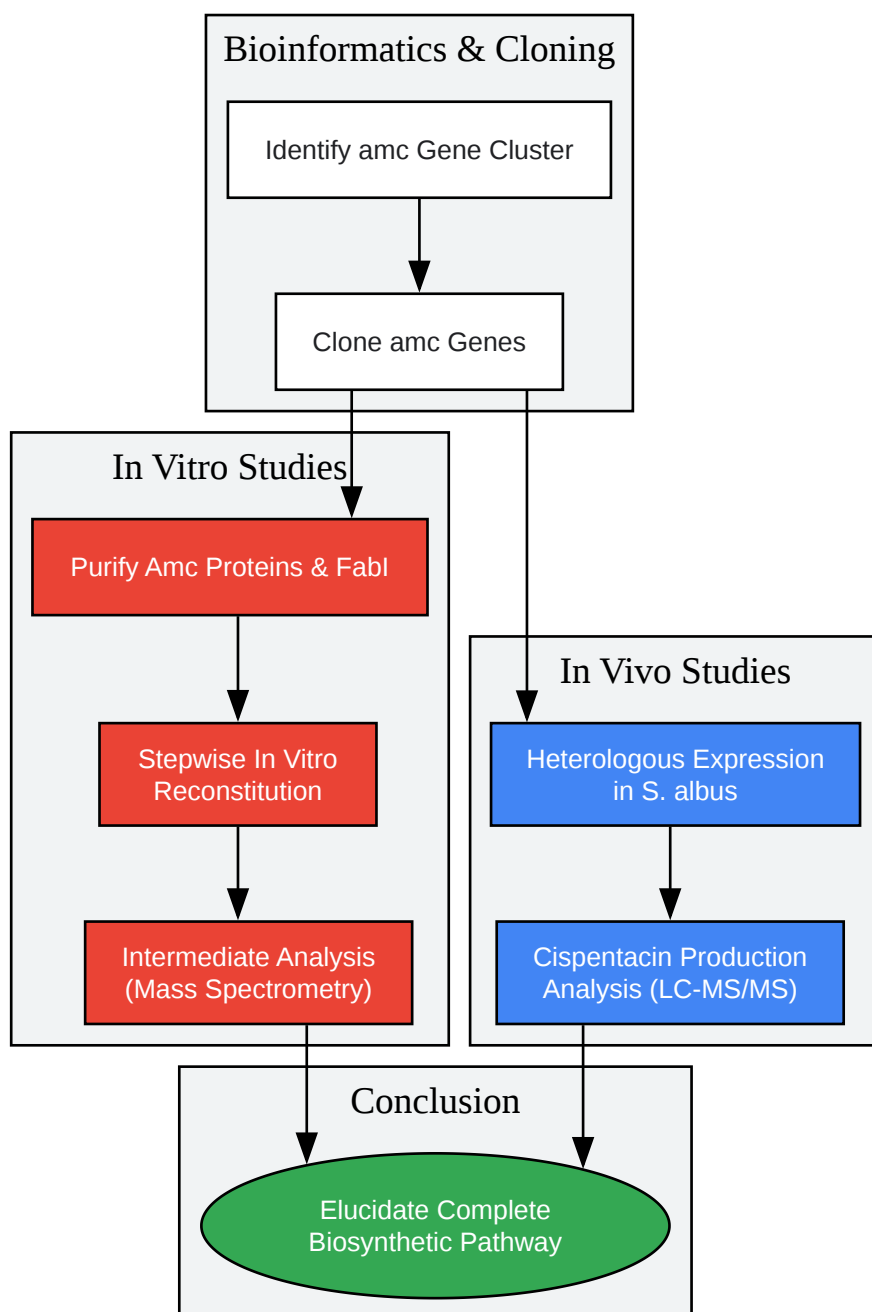 Bioinformatics & Cloning
Identify amc Gene Cluster
Clone amc Genes
In Vitro Studies
Purify Amc Proteins & FabI
Stepwise In Vitro
Reconstitution
Intermediate Analysis
(Mass Spectrometry)
In Vivo Studies
Heterologous Expression
in S. albus
Cispentacin Production
Analysis (LC-MS/MS)
Conclusion
Elucidate Complete
Biosynthetic Pathway